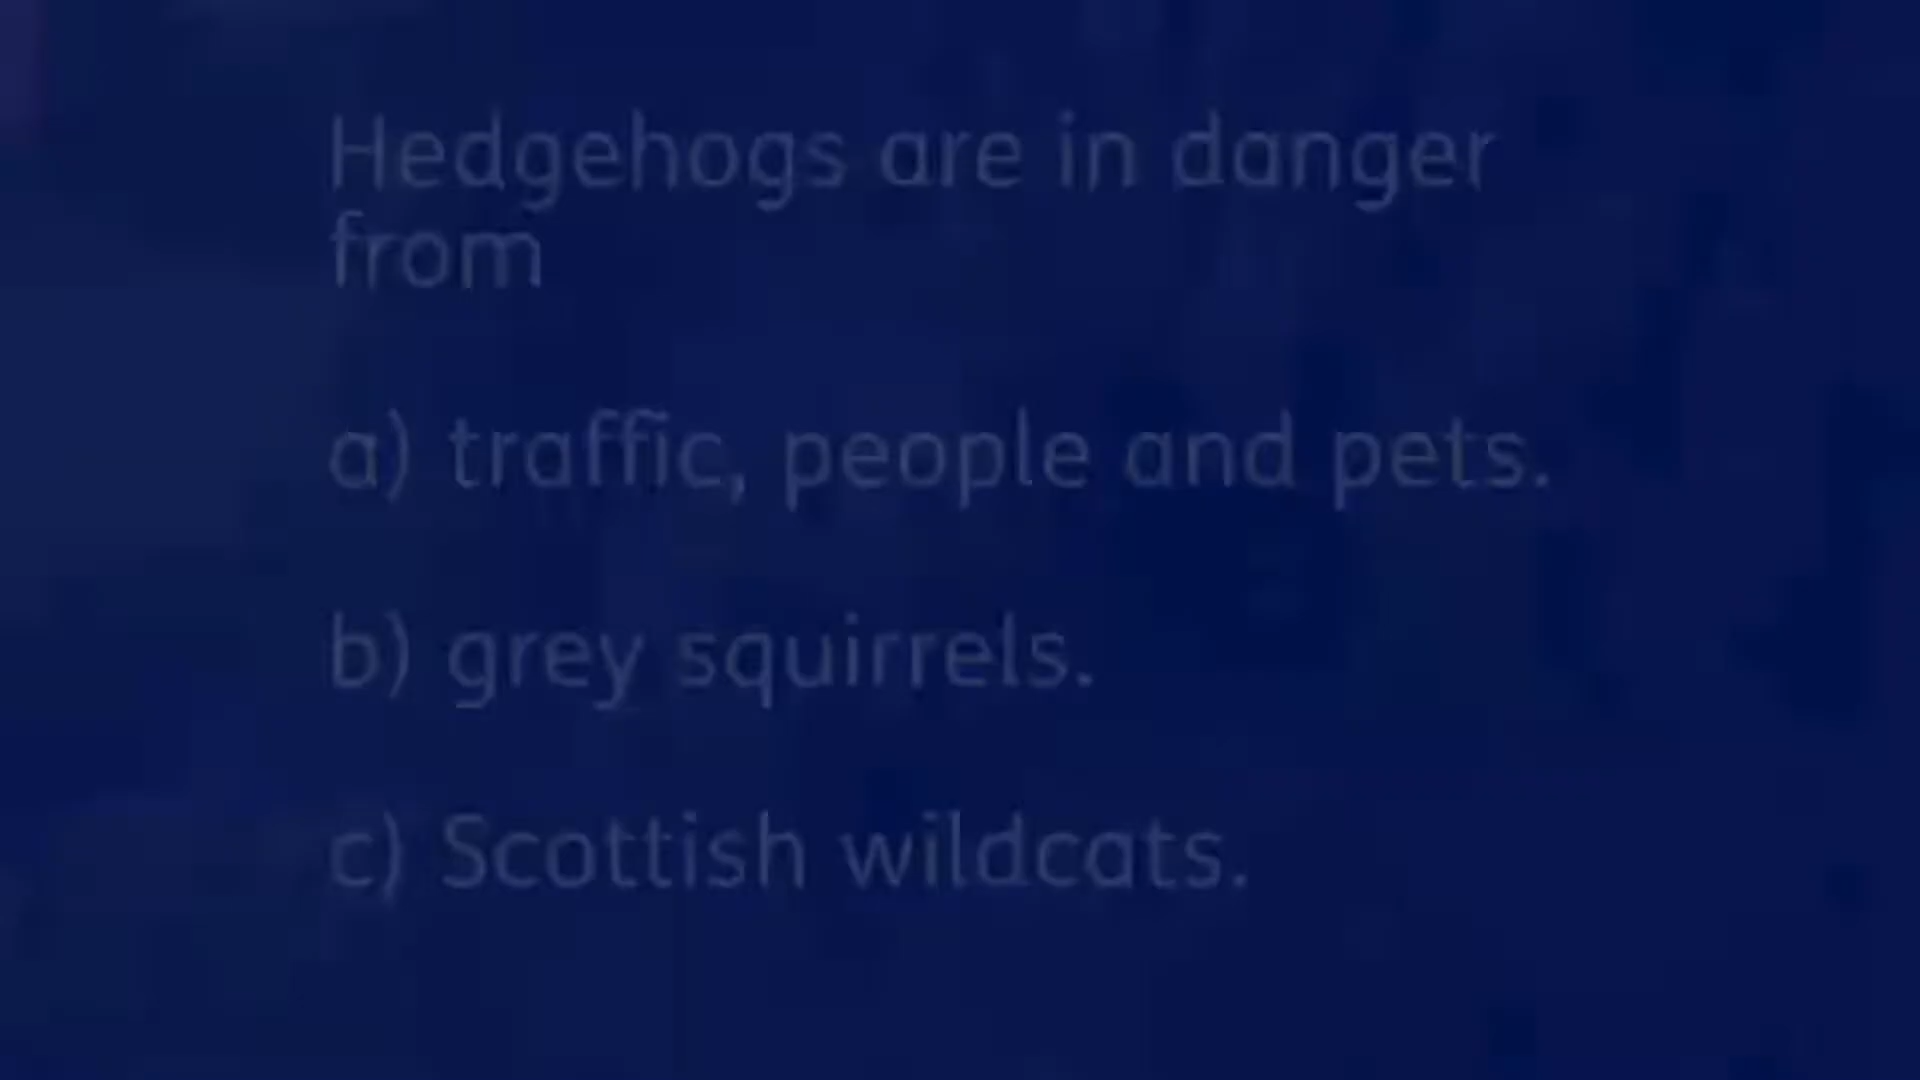 Hedgehogs are in danger
from
a) traffic, people and pets.
b) grey squirrels.
c) Scottish wildcats.